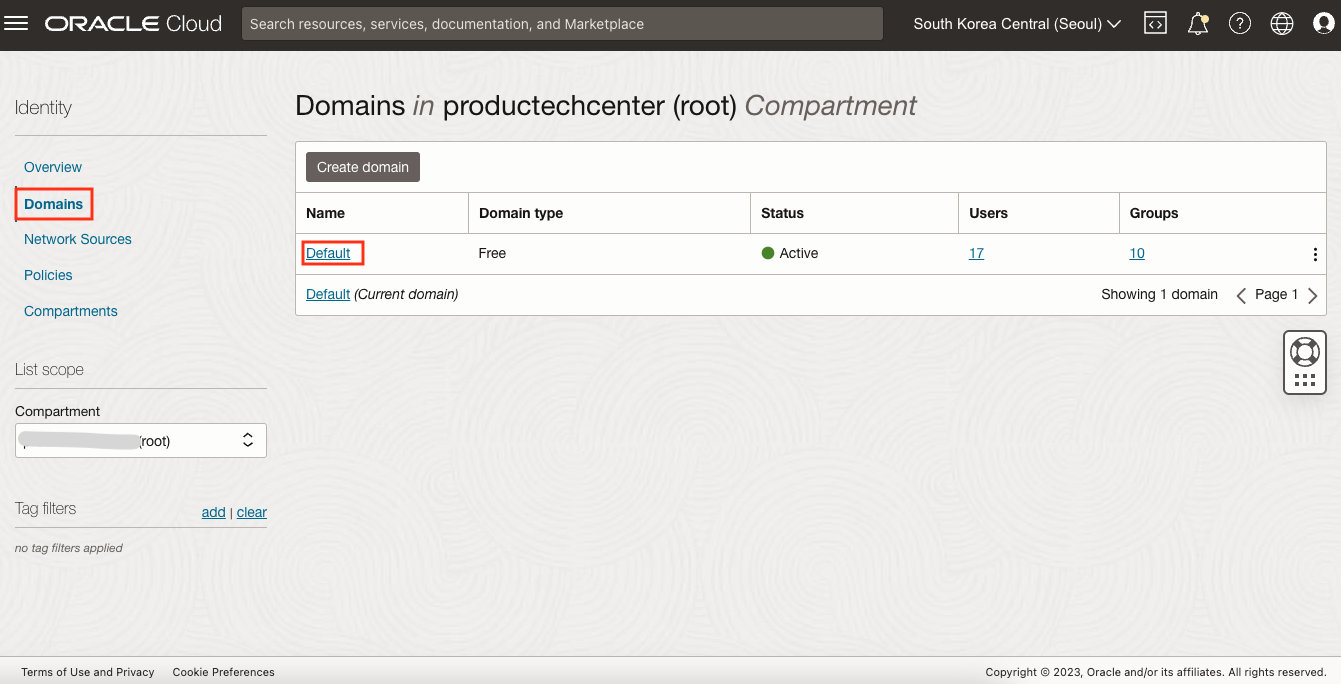 ORACLE Cloud
Search resources, services, documentation, and Marketplace
South Korea Central (Seoul)
Identity
Overview
Domains
Network Sources
Policies
Compartments
List scope
Compartment
(root)
Tag filters
add | clear
no tag filters applied
Domains in productechcenter (root) Compartment
Create domain
Name Domain type Status Users Groups
Default Free Active 17 10
Default (Current domain) Showing 1 domain Page 1
Terms of Use and Privacy Cookie Preferences
Copyright © 2023, Oracle and/or its affiliates. All rights reserved.